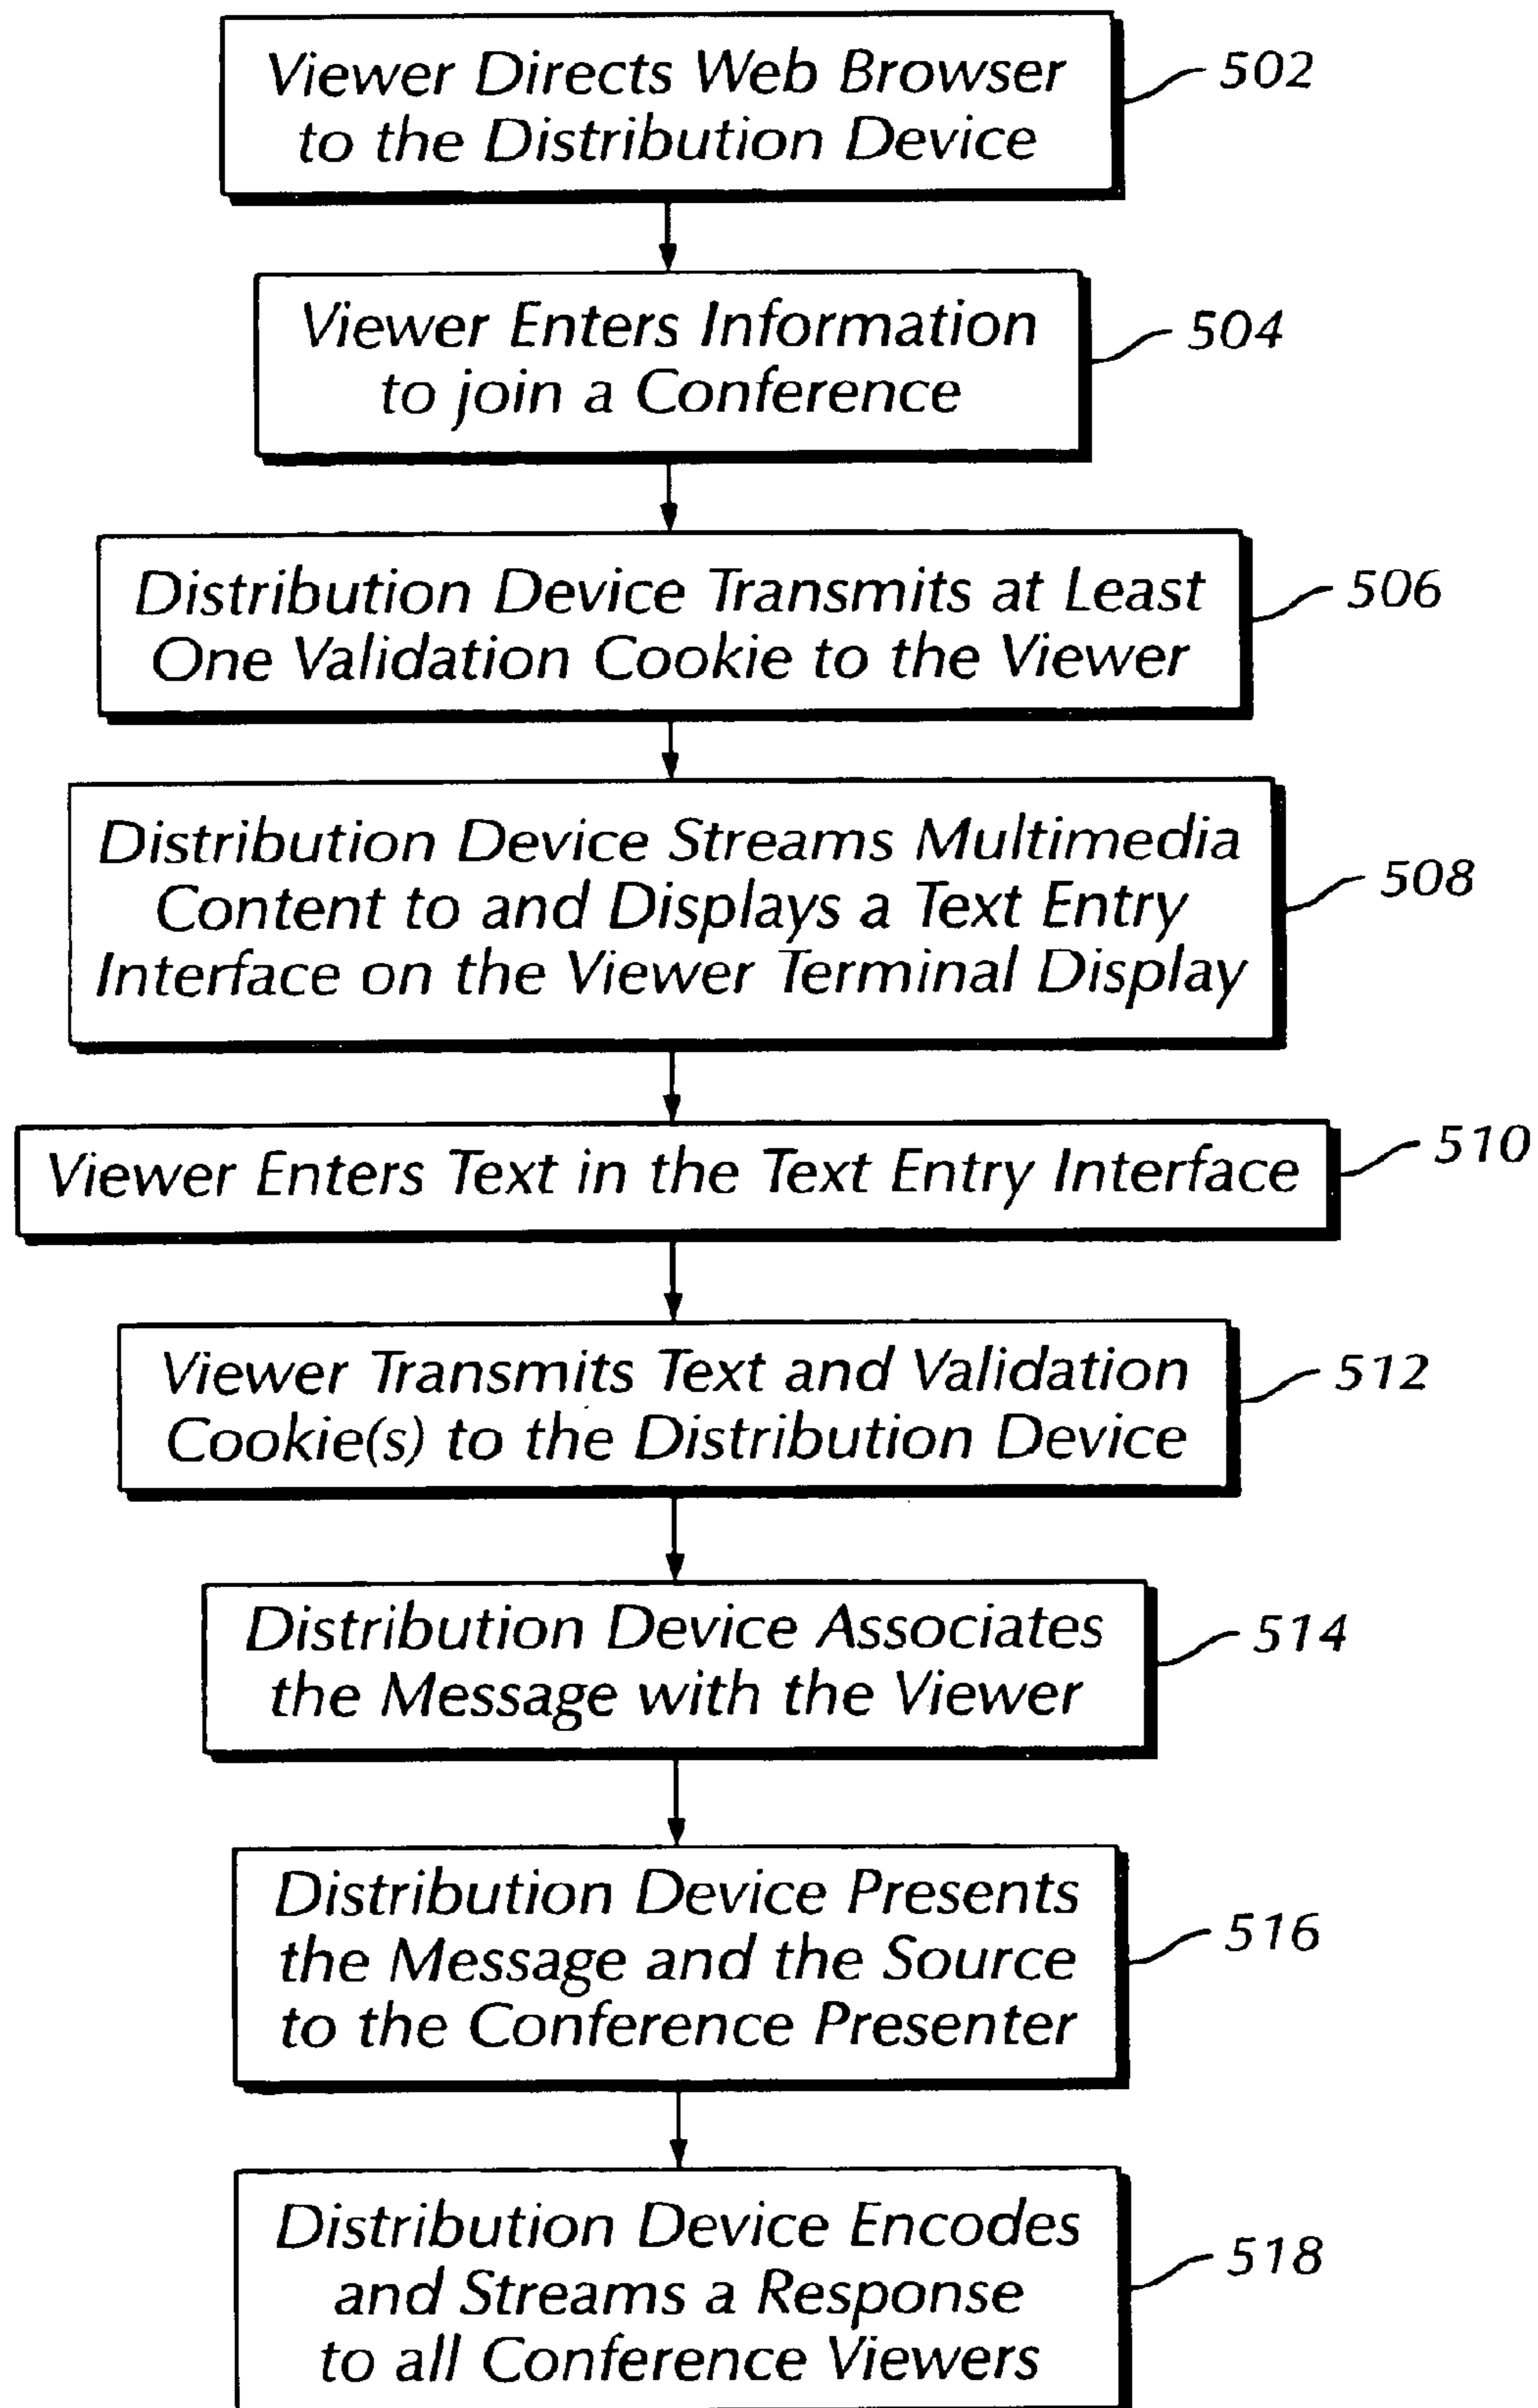 Viewer Directs Web Browser
to the Distribution Device
502
Viewer Enters Information
to join a Conference
504
Distribution Device Transmits at Least
One Validation Cookie to the Viewer
506
Distribution Device Streams Multimedia
Content to and Displays a Text Entry
Interface on the Viewer Terminal Display
508
Viewer Enters Text in the Text Entry Interface
510
Viewer Transmits Text and Validation
Cookie(s) to the Distribution Device
512
Distribution Device Associates
the Message with the Viewer
514
Distribution Device Presents
the Message and the Source
to the Conference Presenter
516
Distribution Device Encodes
and Streams a Response
to all Conference Viewers
518